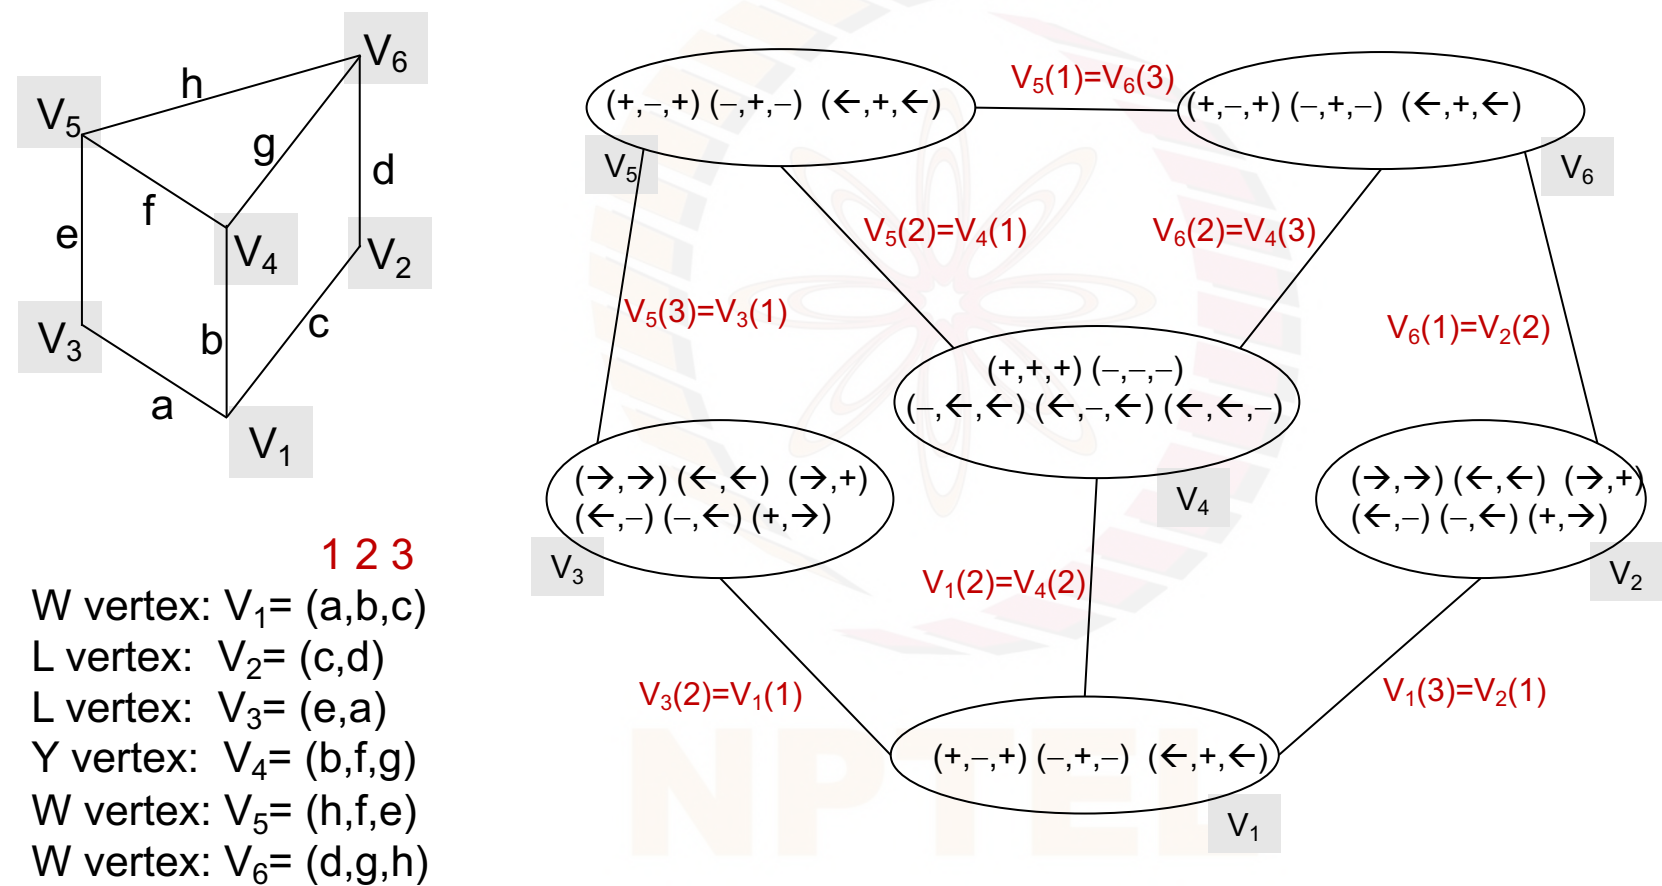 V₆
h
V₅
g
d
f
e
V₄
V₂
V₃
b
c
a
V₁
1 2 3
W vertex: V₁= (a,b,c)
L vertex: V₂= (c,d)
L vertex: V₃= (e,a)
Y vertex: V₄= (b,f,g)
W vertex: V₅= (h,f,e)
W vertex: V₆= (d,g,h)
(+,–,+) (–,+,–) (←,+,←)
V₅
V₅(1)=V₆(3)
(+,–,+) (–,+,–) (←,+,←)
V₆
V₅(2)=V₄(1)
V₆(2)=V₄(3)
V₅(3)=V₃(1)
V₆(1)=V₂(2)
(+,+,+) (–,–,–)
(–,←,←) (←,–,←) (←,←,–)
V₄
(→,→) (←,←) (→,+)
(←,–) (–,←) (+,→)
V₃
(→,→) (←,←) (→,+)
(←,–) (–,←) (+,→)
V₂
V₁(2)=V₄(2)
V₃(2)=V₁(1)
V₁(3)=V₂(1)
(+,–,+) (–,+,–) (←,+,←)
V₁
NPTEL